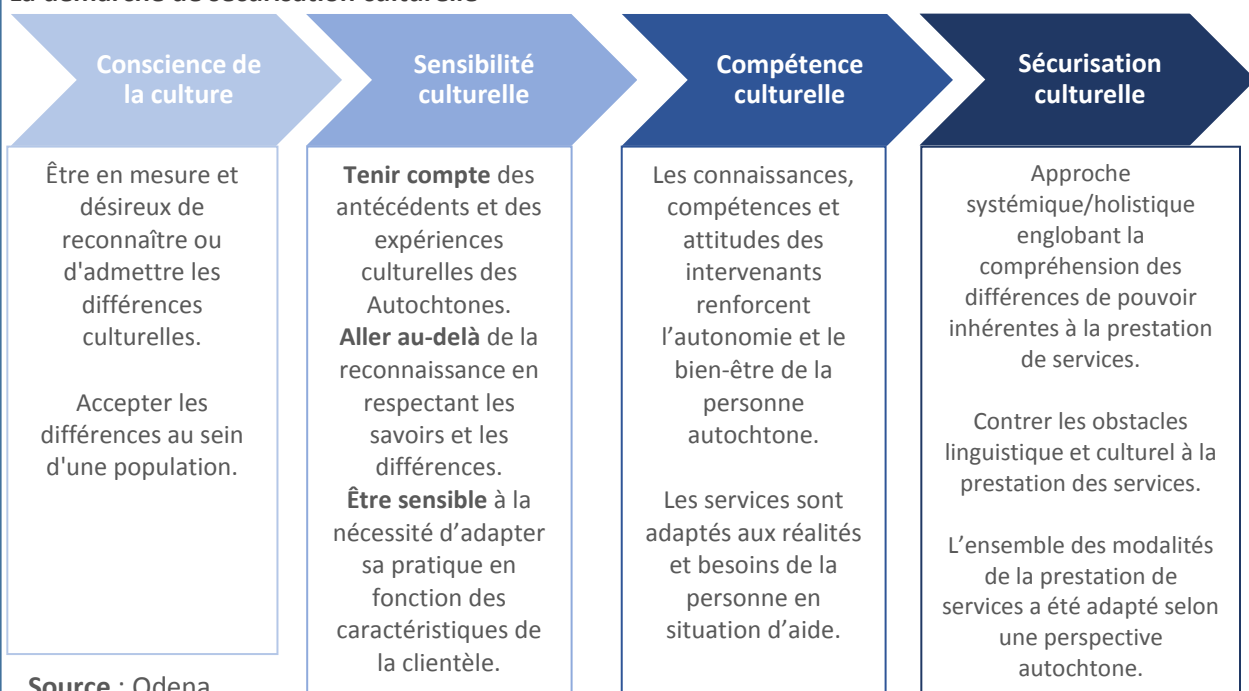 La démarche de sécurisation culturelle
Conscience de
la culture
Être en mesure et
désireux de
reconnaître ou
d'admettre les
différences
culturelles.
Accepter les
différences au sein
d'une population.
Sensibilité
culturelle
Tenir compte des
antécédents et des
expériences
culturelles des
Autochtones.
Aller au-delà de la
reconnaissance en
respectant les
savoirs et les
différences.
Être sensible à la
nécessité d’adapter
sa pratique en
fonction des
caractéristiques de
la clientèle.
Compétence
culturelle
Les connaissances,
compétences et
attitudes des
intervenants
renforcent
l’autonomie et le
bien-être de la
personne
autochtone.
Les services sont
adaptés aux réalités
et besoins de la
personne en
situation d’aide.
Sécurisation
culturelle
Approche
systémique/holistique
englobant la
compréhension des
différences de pouvoir
inhérentes à la prestation
de services.
Contrer les obstacles
linguistique et culturel à la
prestation des services.
L’ensemble des modalités
de la prestation de
services a été adapté selon
une perspective
autochtone.
Source : Odena